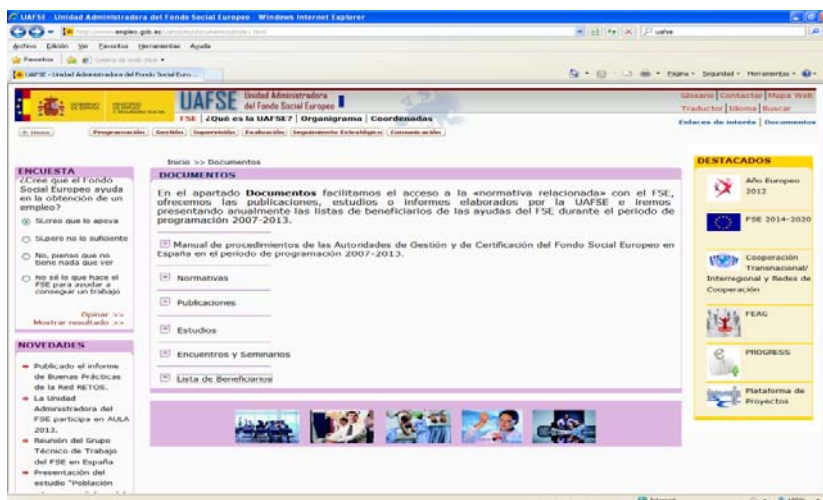 UAFSE - Unidad Administradora del Fondo Social Europeo - Windows Internet Explorer
uafse
Archivo Edición Ver Favoritos Herramientas Ayuda
Favoritos
UAFSE - Unidad Administradora del Fondo Social Euro...
Página Seguridad Herramientas
UAFSE Unidad Administradora
del Fondo Social Europeo
FSE | ¿Qué es la UAFSE? | Organigrama | Coordenadas
Glosario | Contactar | Mapa Web
Traductor | Idioma | Buscar
Enlaces de interés | Documentos
Inicio Programación Gestión Supervisión Evaluación Seguimiento Estratégico Comunicación
Inicio >> Documentos
ENCUESTA
¿Cree que el Fondo
Social Europeo ayuda
en la obtención de un
empleo?
Sí,creo que lo apoya
Sí,pero no lo suficiente
No, pienso que no
tiene nada que ver
No sé lo que hace el
FSE para ayudar a
conseguir un trabajo
Opinar >>
Mostrar resultado >>
NOVEDADES
Publicado el informe
de Buenas Prácticas
de la Red RETOS.
La Unidad
Administradora del
FSE participa en AULA
2013.
Reunión del Grupo
Técnico de Trabajo
del FSE en España
Presentación del
estudio "Población
DOCUMENTOS
En el apartado Documentos facilitamos el acceso a la «normativa relacionada» con el FSE,
ofrecemos las publicaciones, estudios o informes elaborados por la UAFSE e iremos
presentando anualmente las listas de beneficiarios de las ayudas del FSE durante el periodo de
programación 2007-2013.
Manual de procedimientos de las Autoridades de Gestión y de Certificación del Fondo Social Europeo en
España en el periodo de programación 2007-2013.
Normativas
Publicaciones
Estudios
Encuentros y Seminarios
Lista de Beneficiarios
DESTACADOS
Año Europeo
2012
FSE 2014-2020
Cooperación
Transnacional/
Interregional y Redes de
Cooperación
FEAG
PROGRESS
Plataforma de
Proyectos